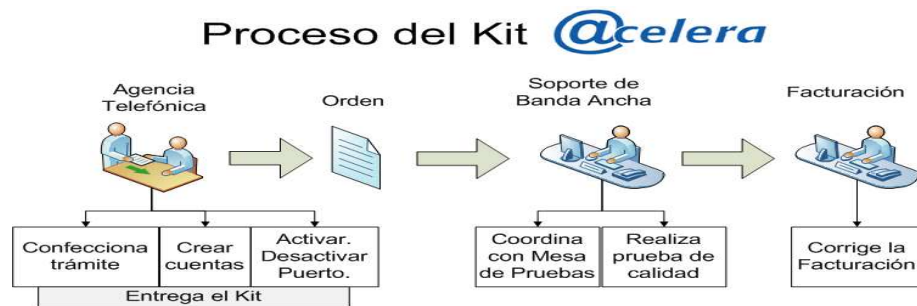 Proceso del Kit @celera
Agencia
Telefónica
Orden
Soporte de
Banda Ancha
Facturación
Confecciona
trámite
Crear
cuentas
Activar.
Desactivar
Puerto.
Entrega el Kit
Coordina
con Mesa
de Pruebas
Realiza
prueba de
calidad
Corrige la
Facturación